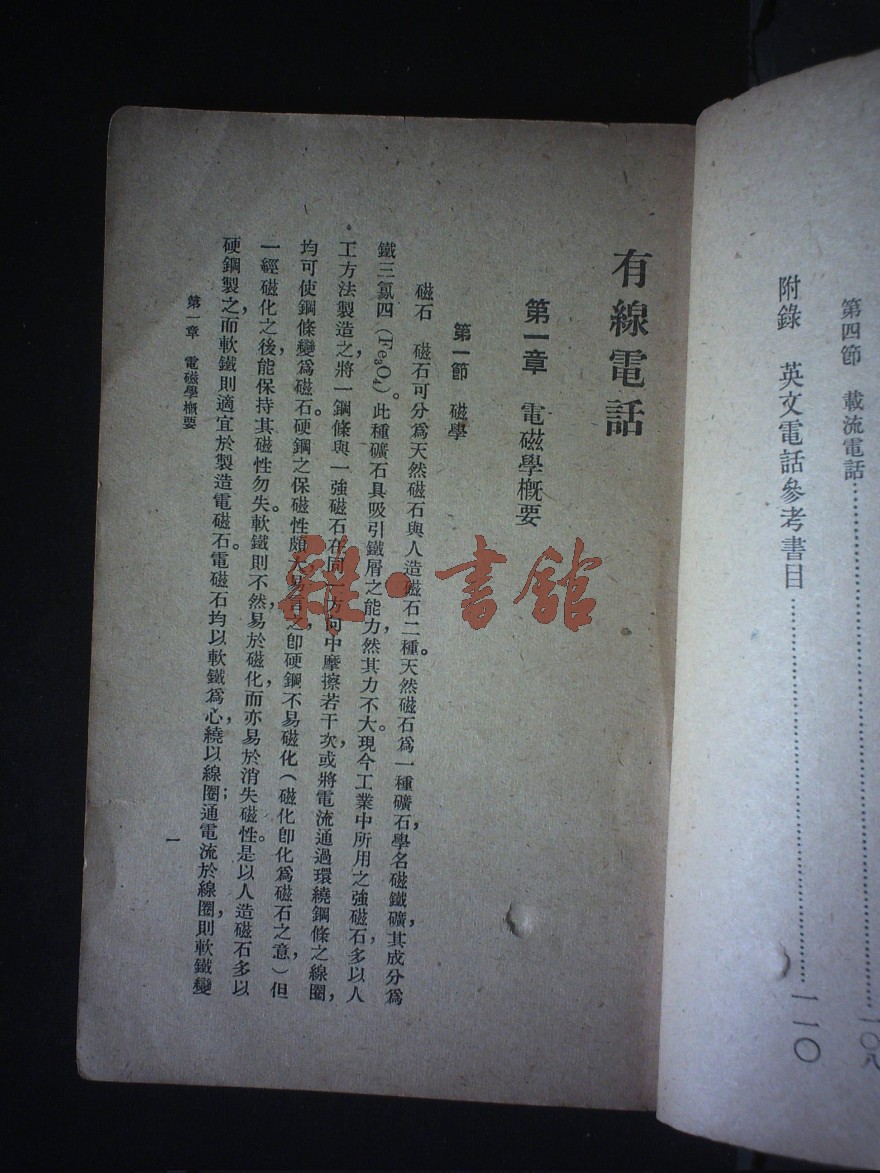 第四節　載流電話……………一〇八
附錄　英文電話參考書目……………一一〇
有線電話
第一章　電磁學概要
第一節　磁學
磁石　磁石可分爲天然磁石與人造磁石二種。天然磁石爲一種礦石，學名磁鐵礦，其成分爲
鐵三氯四（Fe₃O₄）。此種礦石具吸引鐵屑之能力，然其力不大。現今工業中所用之強磁石，多以人
工方法製造之，將一鋼條與一強磁石在同一方向中摩擦若干次，或將電流通過環繞鋼條之線圈，
均可使鋼條變爲磁石。硬鋼之保磁性頗大，易言之，卽硬鋼不易磁化（磁化卽化爲磁石之意，）但
一經磁化之後，能保持其磁性勿失。軟鐵則不然，易於磁化，而亦易於消失磁性。是以人造磁石多以
硬鋼製之，而軟鐵則適宜於製造電磁石。電磁石均以軟鐵爲心，繞以線圈；通電流於線圈，則軟鐵變
第一章　電磁學概要
一
雜·書館